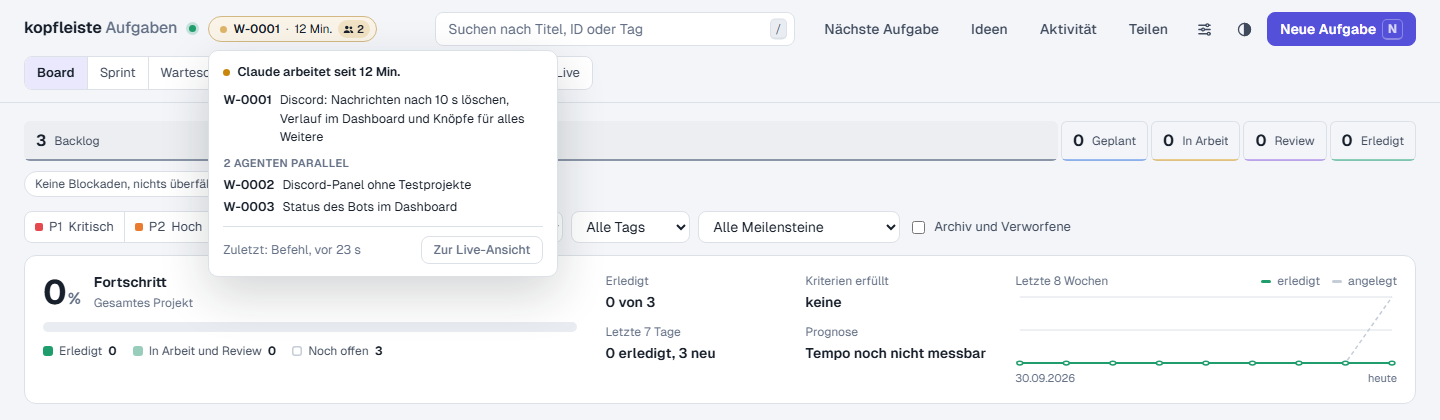 kopfleiste Aufgaben
W-0001 · 12 Min. 2
Suchen nach Titel, ID oder Tag /
Nächste Aufgabe
Ideen
Aktivität
Teilen
Neue Aufgabe N
Board
Sprint
Live
Claude arbeitet seit 12 Min.
W-0001 Discord: Nachrichten nach 10 s löschen,
Verlauf im Dashboard und Knöpfe für alles
Weitere
2 AGENTEN PARALLEL
W-0002 Discord-Panel ohne Testprojekte
W-0003 Status des Bots im Dashboard
Zuletzt: Befehl, vor 23 s
Zur Live-Ansicht
3 Backlog
0 Geplant
0 In Arbeit
0 Review
0 Erledigt
Keine Blockaden, nichts
P1 Kritisch
P2 Hoch
Alle Tags
Alle Meilensteine
Archiv und Verworfene
0%
Fortschritt
Gesamtes Projekt
Erledigt 0
In Arbeit und Review 0
Noch offen 3
Erledigt
0 von 3
Letzte 7 Tage
0 erledigt, 3 neu
Kriterien erfüllt
keine
Prognose
Tempo noch nicht messbar
Letzte 8 Wochen
erledigt
angelegt
30.09.2026
heute